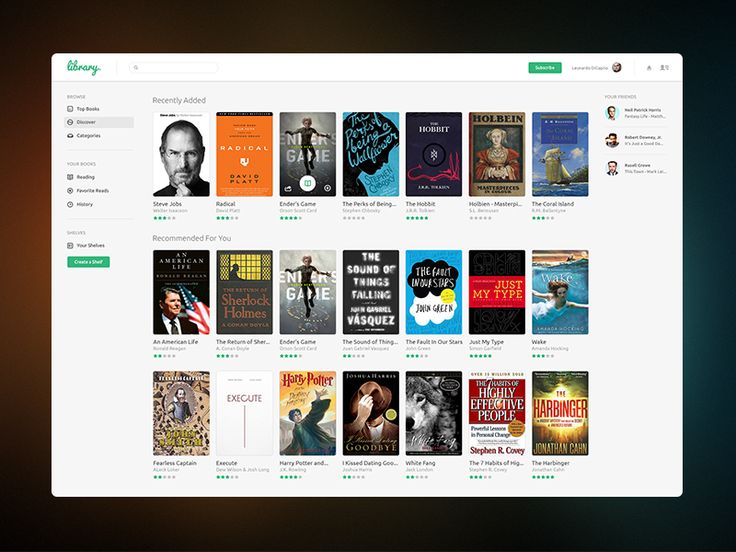 library.
Subscribe
Leonardo DiCaprio
BROWSE
Top Books
Discover
Categories
YOUR BOOKS
Reading
Favorite Reads
History
SHELVES
Your Shelves
Create a Shelf
Recently Added
Steve Jobs
RADICAL
DAVID PLATT
ENDER'S GAME
The Perks of Being a Wallflower
STEPHEN CHBOSKY
THE HOBBIT
J.R.R. TOLKIEN
HOLBEIN
MASTERPIECES IN COLOUR
THE CORAL ISLAND
Steve Jobs
Walter Isaacson
Radical
David Platt
Ender's Game
Orson Scott Card
The Perks of Being...
Stephen Chbosky
The Hobbit
J.R.R. Tolkien
Holbien - Masterpi...
S.L. Bensusan
The Coral Island
R.M. Ballantyne
Recommended For You
AN AMERICAN LIFE
RONALD REAGAN
THE RETURN OF
Sherlock Holmes
A. CONAN DOYLE
ENDER'S GAME
THE SOUND OF THINGS FALLING
JUAN GABRIEL VÁSQUEZ
THE FAULT IN OUR STARS
JOHN GREEN
JUST MY TYPE
Wake
AMANDA HOCKING
An American Life
Ronald Reagan
The Return of Sher...
A. Conan Doyle
Ender's Game
Orson Scott Card
The Sound of Thing...
Juan Gabriel Vasquez
The Fault In Our Stars
John Green
Just My Type
Simon Garfield
Wake
Amanda Hocking
EXECUTE
HARRY POTTER
JOSHUA HARRIS
I Kissed Dating GOODBYE
White Fang
OVER 15 MILLION SOLD
THE 7 HABITS OF HIGHLY EFFECTIVE PEOPLE
Powerful Lessons in Personal Change
Stephen R. Covey
THE HARBINGER
JONATHAN CAHN
Fearless Captain
ALeck Loker
Execute
Dew Wilson & Josh Long
Harry Potter and...
J.K. Rowling
I Kissed Dating Goo...
Joshua Harris
White Fang
Jack London
The 7 Habits of Hig...
Stephen R. Covey
The Harbinger
Jonathan Cahn
YOUR FRIENDS
Neil Patrick Harris
Fantasy Life - Matth...
Robert Downey, Jr.
It's Just a Good Da...
Russell Crowe
This Town - Mark Lei...